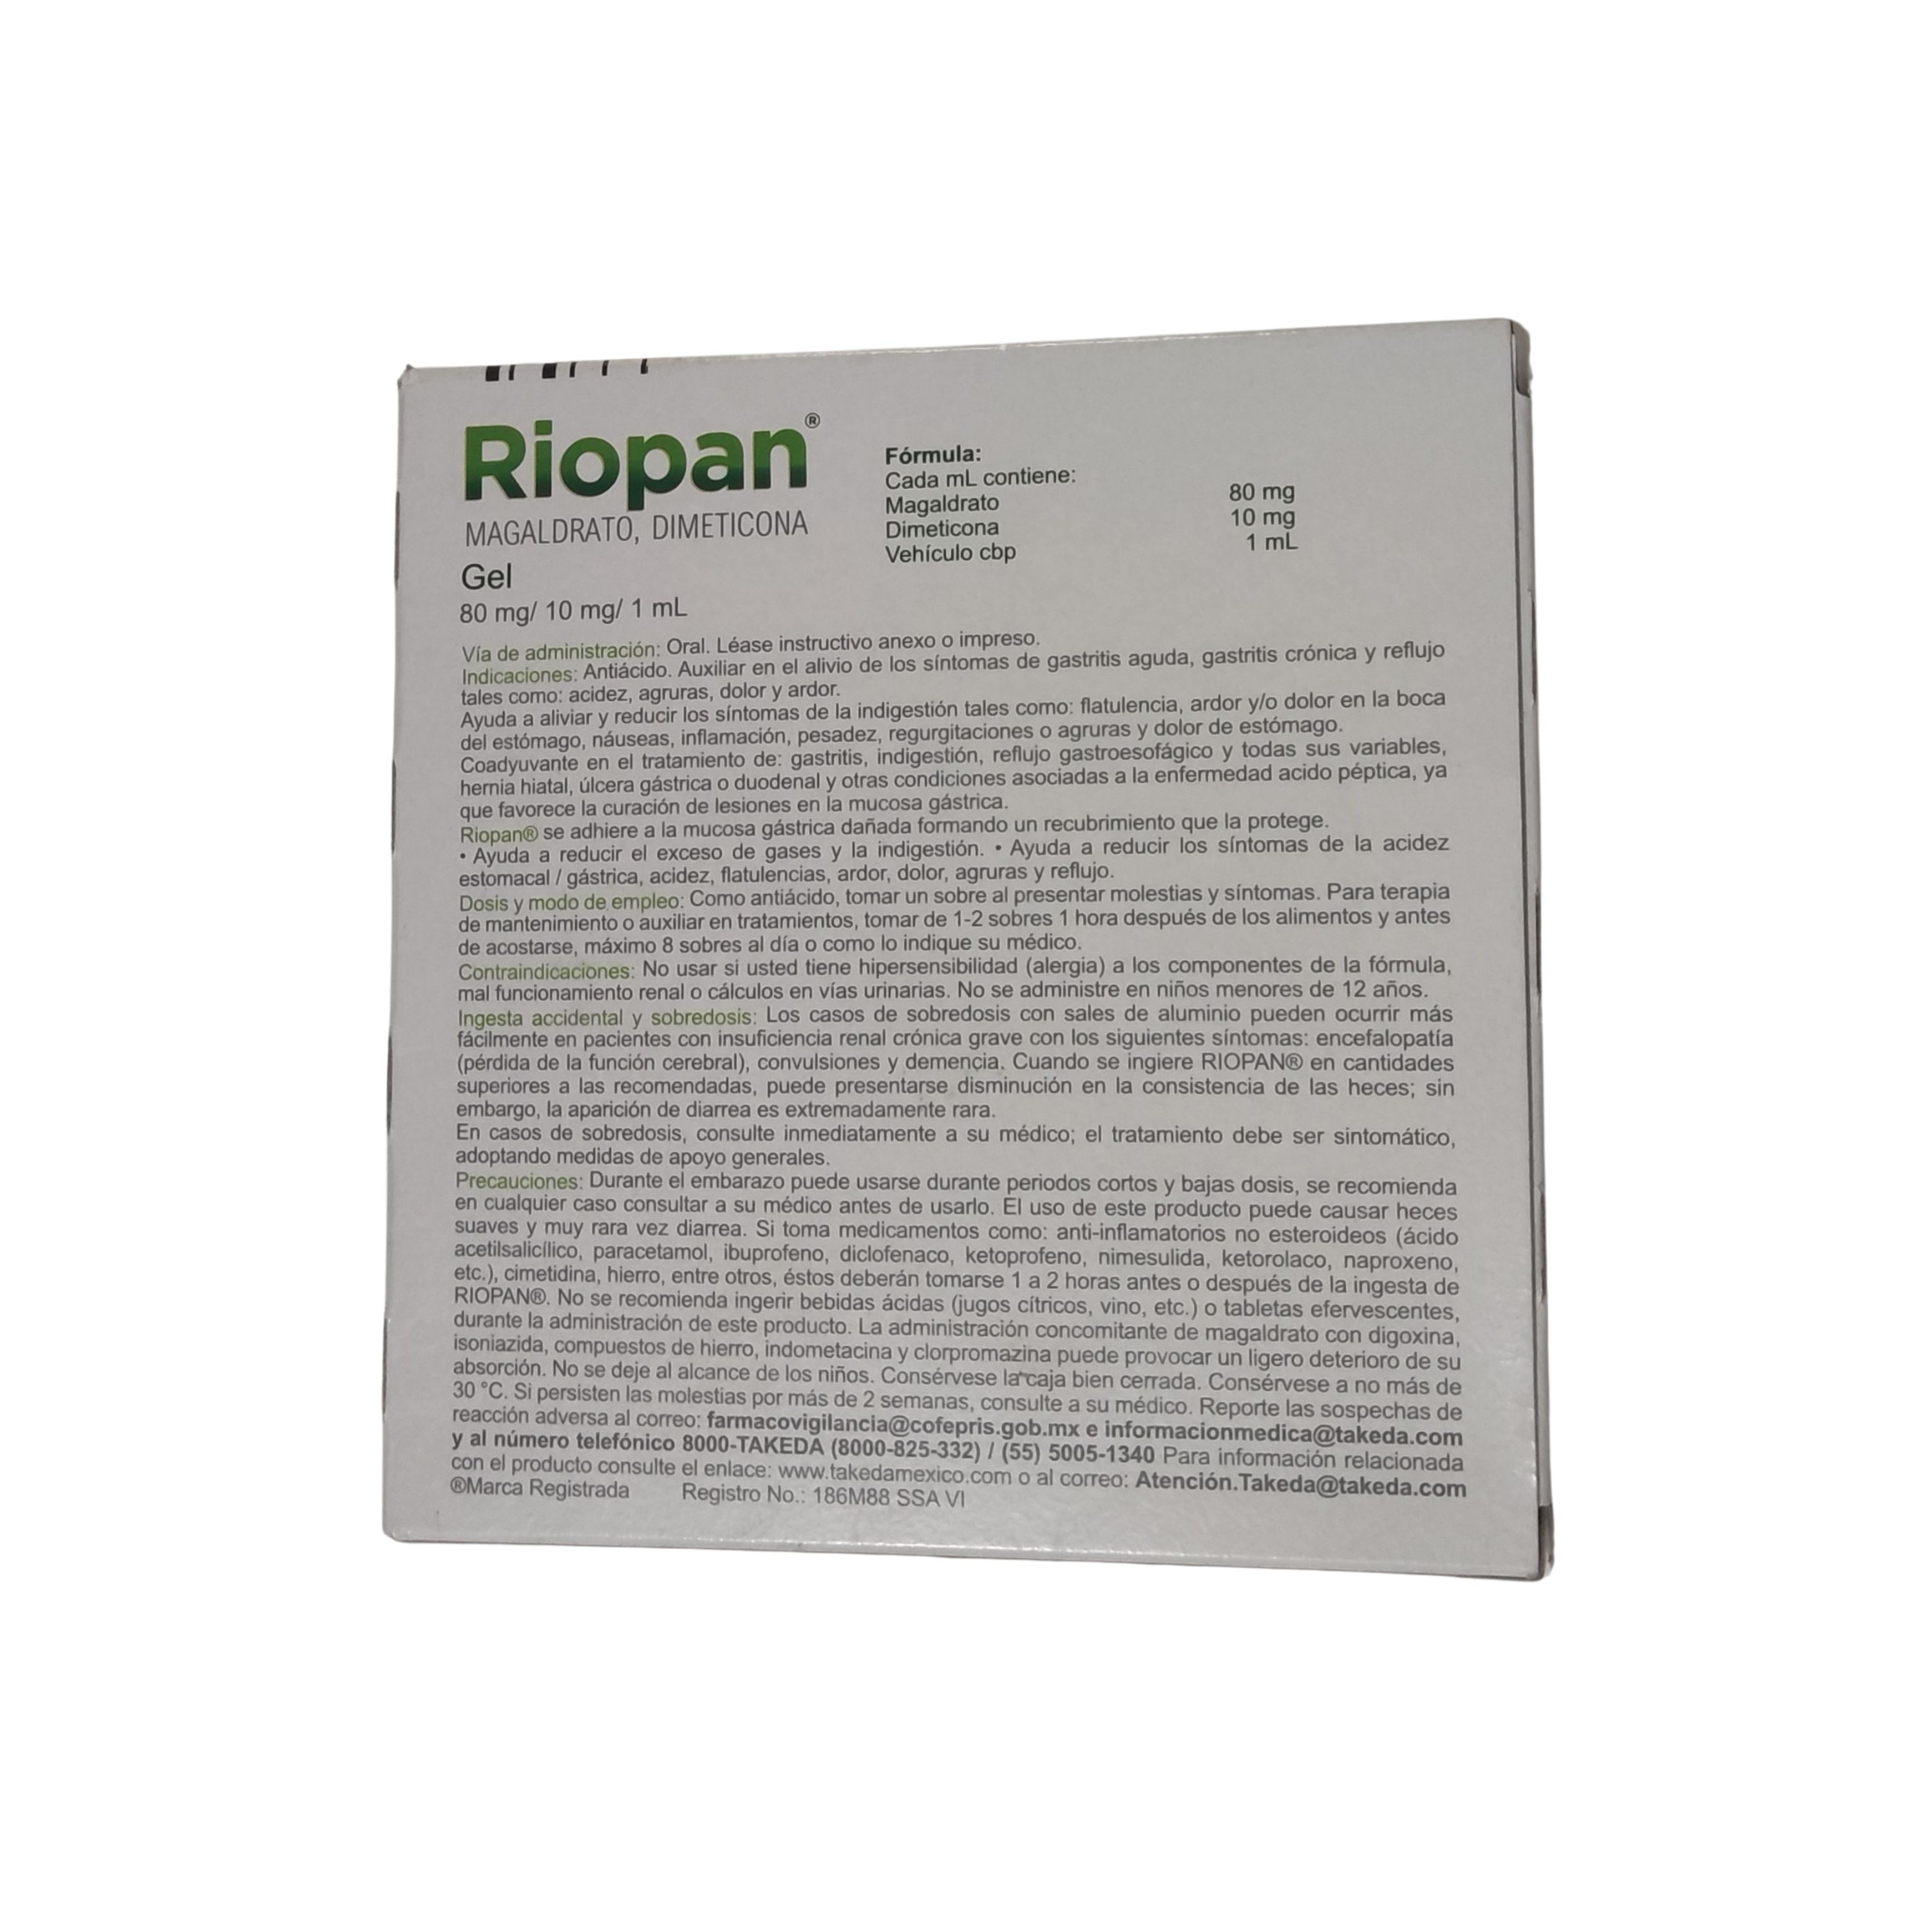 Riopan®
MAGALDRATO, DIMETICONA
Gel
80 mg/ 10 mg/ 1 mL
Fórmula:
Cada mL contiene:
Magaldrato 80 mg
Dimeticona 10 mg
Vehículo cbp 1 mL
Vía de administración: Oral. Léase instructivo anexo o impreso.
Indicaciones: Antiácido. Auxiliar en el alivio de los síntomas de gastritis aguda, gastritis crónica y reflujo
tales como: acidez, agruras, dolor y ardor.
Ayuda a aliviar y reducir los síntomas de la indigestión tales como: flatulencia, ardor y/o dolor en la boca
del estómago, náuseas, inflamación, pesadez, regurgitaciones o agruras y dolor de estómago.
Coadyuvante en el tratamiento de: gastritis, indigestión, reflujo gastroesofágico y todas sus variables,
hernia hiatal, úlcera gástrica o duodenal y otras condiciones asociadas a la enfermedad acido péptica, ya
que favorece la curación de lesiones en la mucosa gástrica.
Riopan® se adhiere a la mucosa gástrica dañada formando un recubrimiento que la protege.
• Ayuda a reducir el exceso de gases y la indigestión. • Ayuda a reducir los síntomas de la acidez
estomacal / gástrica, acidez, flatulencias, ardor, dolor, agruras y reflujo.
Dosis y modo de empleo: Como antiácido, tomar un sobre al presentar molestias y síntomas. Para terapia
de mantenimiento o auxiliar en tratamientos, tomar de 1-2 sobres 1 hora después de los alimentos y antes
de acostarse, máximo 8 sobres al día o como lo indique su médico.
Contraindicaciones: No usar si usted tiene hipersensibilidad (alergia) a los componentes de la fórmula,
mal funcionamiento renal o cálculos en vías urinarias. No se administre en niños menores de 12 años.
Ingesta accidental y sobredosis: Los casos de sobredosis con sales de aluminio pueden ocurrir más
fácilmente en pacientes con insuficiencia renal crónica grave con los siguientes síntomas: encefalopatía
(pérdida de la función cerebral), convulsiones y demencia. Cuando se ingiere RIOPAN® en cantidades
superiores a las recomendadas, puede presentarse disminución en la consistencia de las heces; sin
embargo, la aparición de diarrea es extremadamente rara.
En casos de sobredosis, consulte inmediatamente a su médico; el tratamiento debe ser sintomático,
adoptando medidas de apoyo generales.
Precauciones: Durante el embarazo puede usarse durante periodos cortos y bajas dosis, se recomienda
en cualquier caso consultar a su médico antes de usarlo. El uso de este producto puede causar heces
suaves y muy rara vez diarrea. Si toma medicamentos como: anti-inflamatorios no esteroideos (ácido
acetilsalicílico, paracetamol, ibuprofeno, diclofenaco, ketoprofeno, nimesulida, ketorolaco, naproxeno,
etc.), cimetidina, hierro, entre otros, éstos deberán tomarse 1 a 2 horas antes o después de la ingesta de
RIOPAN®. No se recomienda ingerir bebidas ácidas (jugos cítricos, vino, etc.) o tabletas efervescentes,
durante la administración de este producto. La administración concomitante de magaldrato con digoxina,
isoniazida, compuestos de hierro, indometacina y clorpromazina puede provocar un ligero deterioro de su
absorción. No se deje al alcance de los niños. Consérvese la caja bien cerrada. Consérvese a no más de
30 °C. Si persisten las molestias por más de 2 semanas, consulte a su médico. Reporte las sospechas de
reacción adversa al correo: farmacovigilancia@cofepris.gob.mx e informacionmedica@takeda.com
y al número telefónico 8000-TAKEDA (8000-825-332) / (55) 5005-1340 Para información relacionada
con el producto consulte el enlace: www.takedamexico.com o al correo: Atención.Takeda@takeda.com
®Marca Registrada Registro No.: 186M88 SSA VI